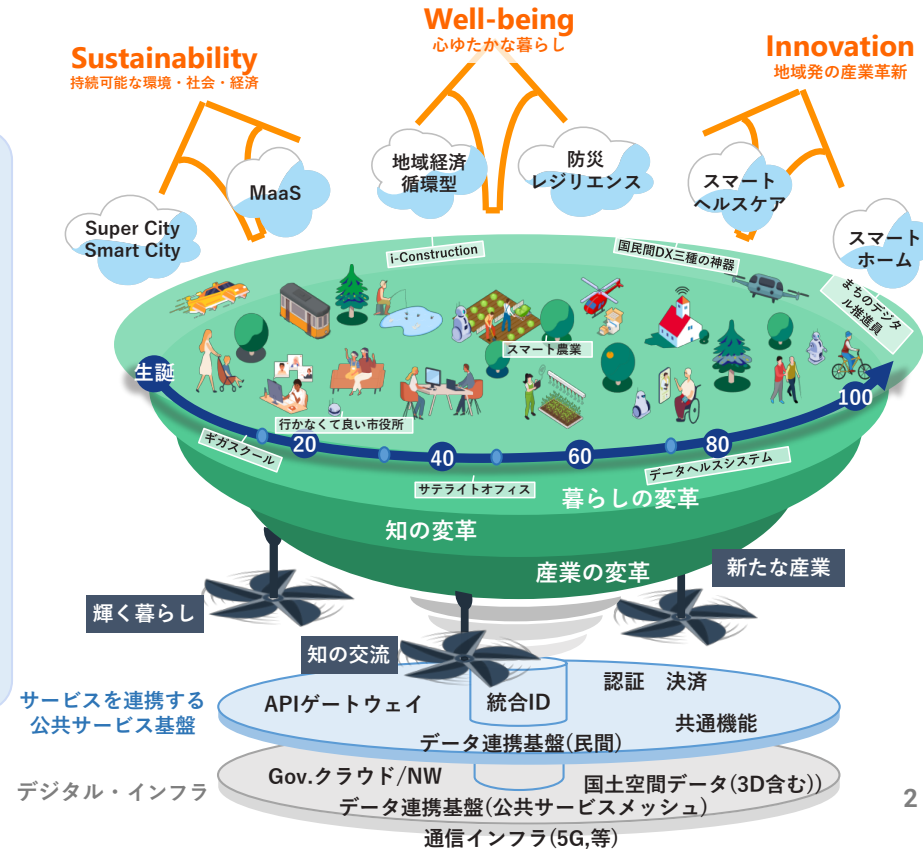 Well-being
心ゆたかな暮らし
Sustainability
持続可能な環境・社会・経済
Innovation
地域発の産業革新
Super City
Smart City
MaaS
地域経済
循環型
防災
レジリエンス
スマート
ヘルスケア
スマート
ホーム
i-Construction
国民間DX三種の神器
まちのデジタ
ル推進員
スマート農業
生誕
行かなくて良い市役所
ギガスクール
20
40
60
80
100
サテライトオフィス
データヘルスシステム
暮らしの変革
知の変革
産業の変革
新たな産業
輝く暮らし
知の交流
サービスを連携する
公共サービス基盤
APIゲートウェイ
統合ID
認証 決済
共通機能
データ連携基盤(民間)
デジタル・インフラ
Gov.クラウド/NW
国土空間データ(3D含む))
データ連携基盤(公共サービスメッシュ)
通信インフラ(5G,等)
2